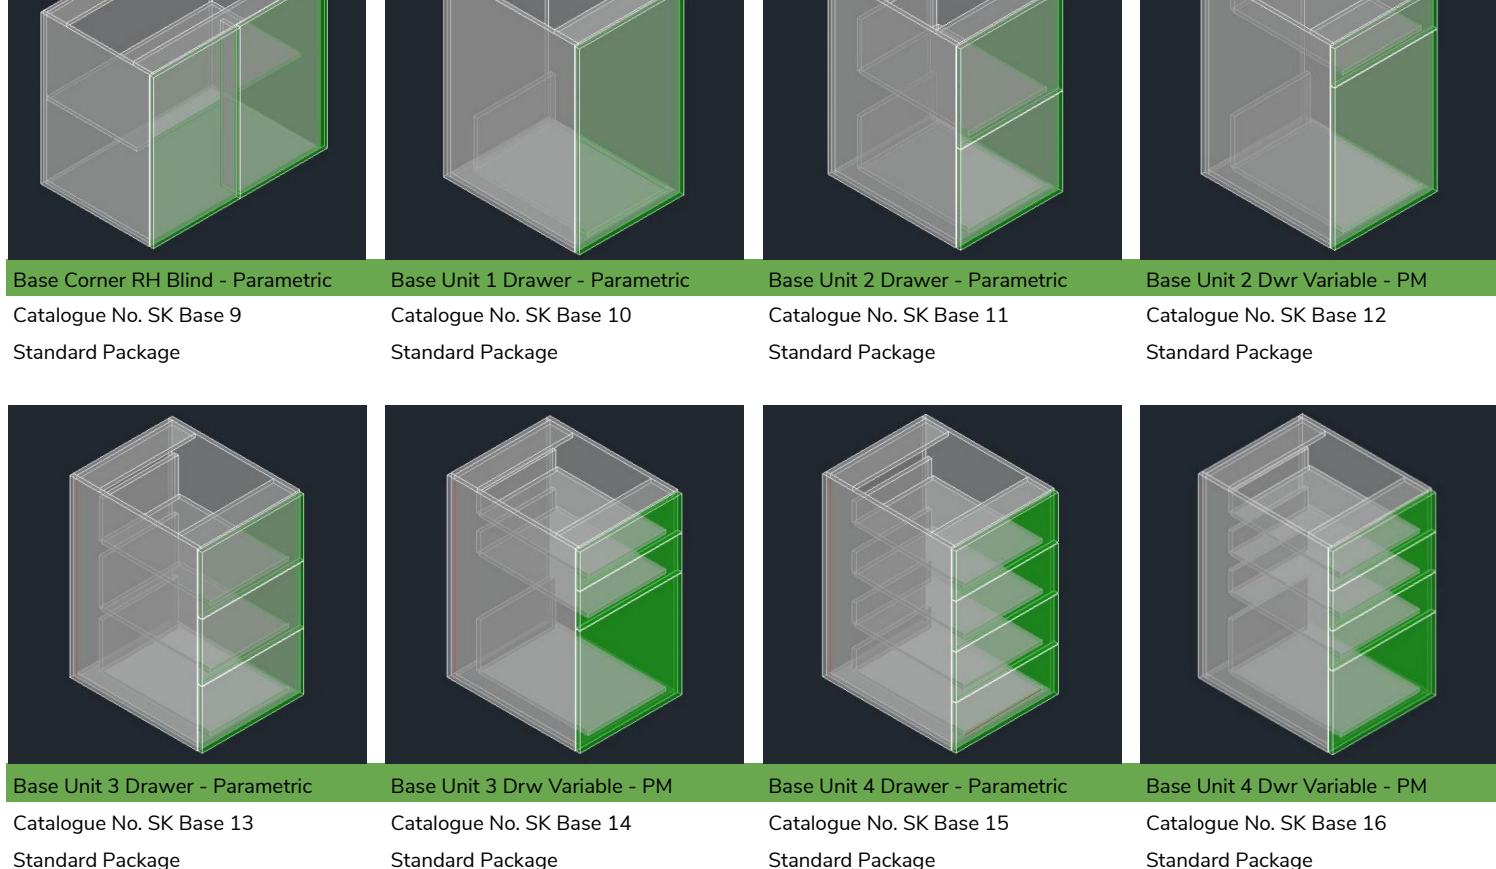 Base Corner RH Blind - Parametric
Catalogue No. SK Base 9
Standard Package
Base Unit 1 Drawer - Parametric
Catalogue No. SK Base 10
Standard Package
Base Unit 2 Drawer - Parametric
Catalogue No. SK Base 11
Standard Package
Base Unit 2 Dwr Variable - PM
Catalogue No. SK Base 12
Standard Package
Base Unit 3 Drawer - Parametric
Catalogue No. SK Base 13
Standard Package
Base Unit 3 Drw Variable - PM
Catalogue No. SK Base 14
Standard Package
Base Unit 4 Drawer - Parametric
Catalogue No. SK Base 15
Standard Package
Base Unit 4 Dwr Variable - PM
Catalogue No. SK Base 16
Standard Package